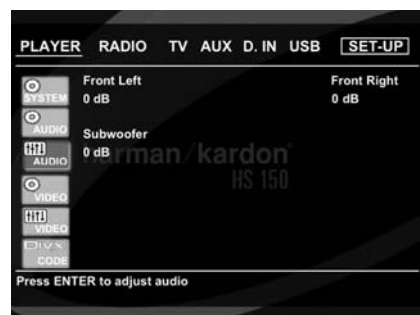 PLAYER RADIO TV AUX D. IN USB SET-UP
SYSTEM
Front Left Front Right
0 dB 0 dB
AUDIO
Subwoofer
AUDIO
0 dB
harman/kardon
HS 150
VIDEO
VIDEO
DIVX
CODE
Press ENTER to adjust audio